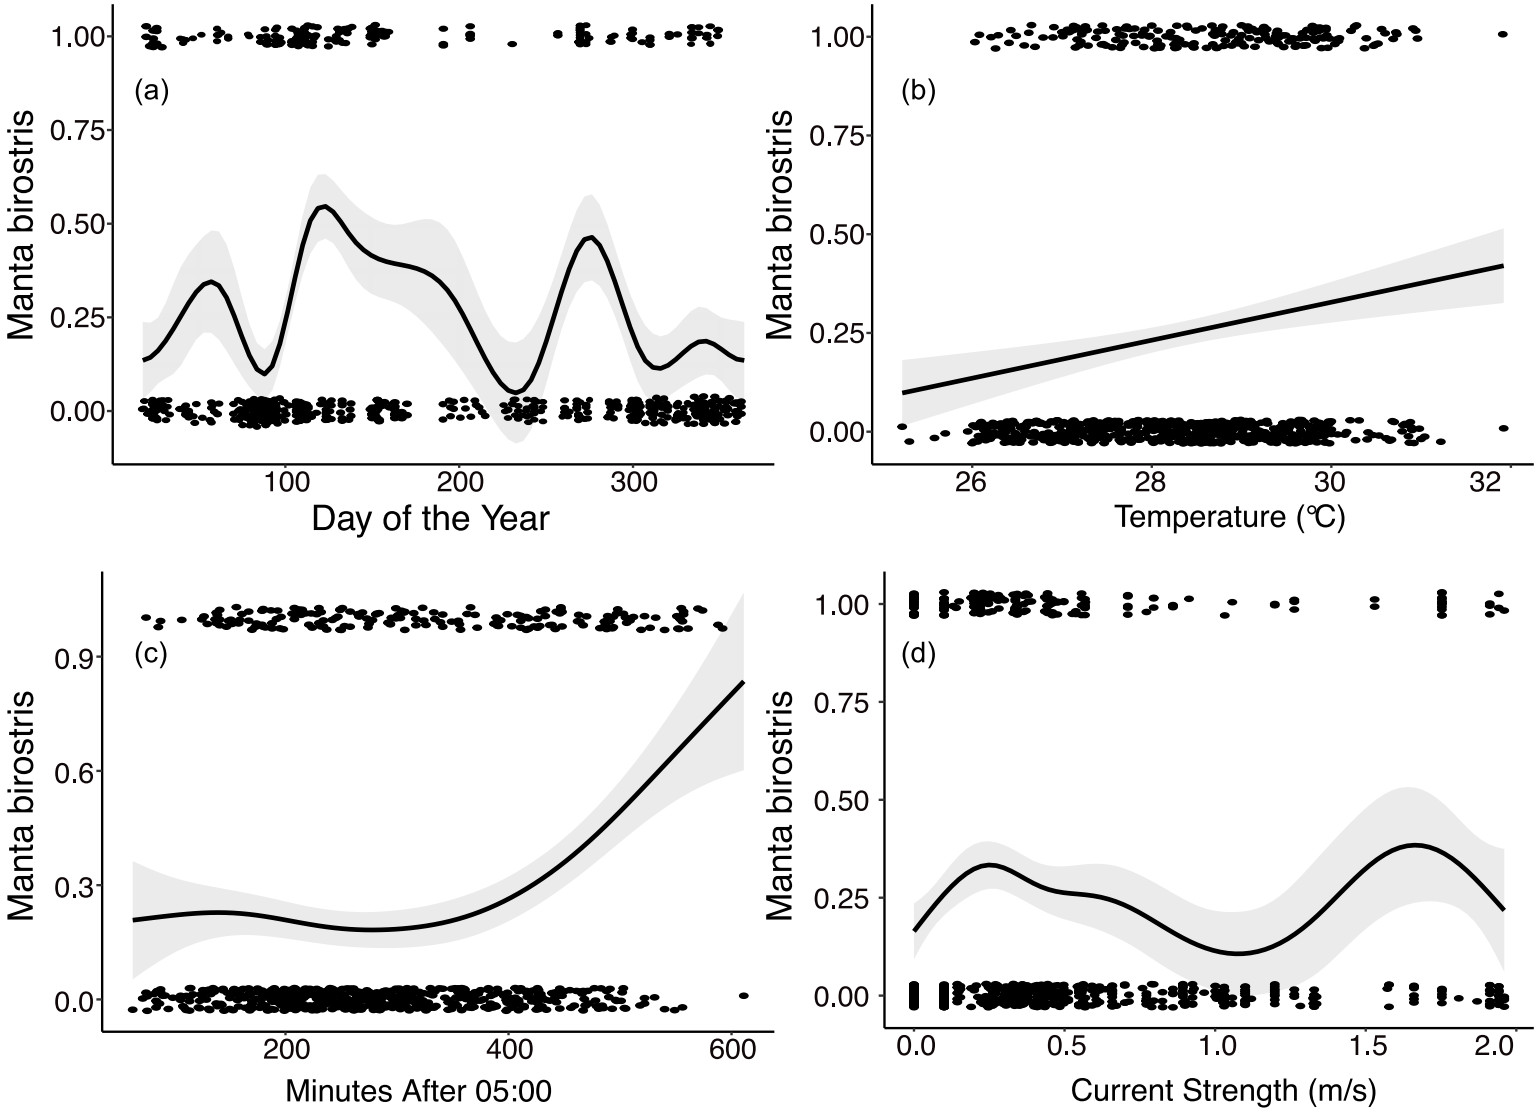 1.00
(a)
0.75
0.50
0.25
0.00
Manta birostris
100 200 300
Day of the Year
1.00
(b)
0.75
0.50
0.25
0.00
Manta birostris
26 28 30 32
Temperature (°C)
(c)
0.9
0.6
0.3
0.0
Manta birostris
200 400 600
Minutes After 05:00
1.00
(d)
0.75
0.50
0.25
0.00
Manta birostris
0.0 0.5 1.0 1.5 2.0
Current Strength (m/s)